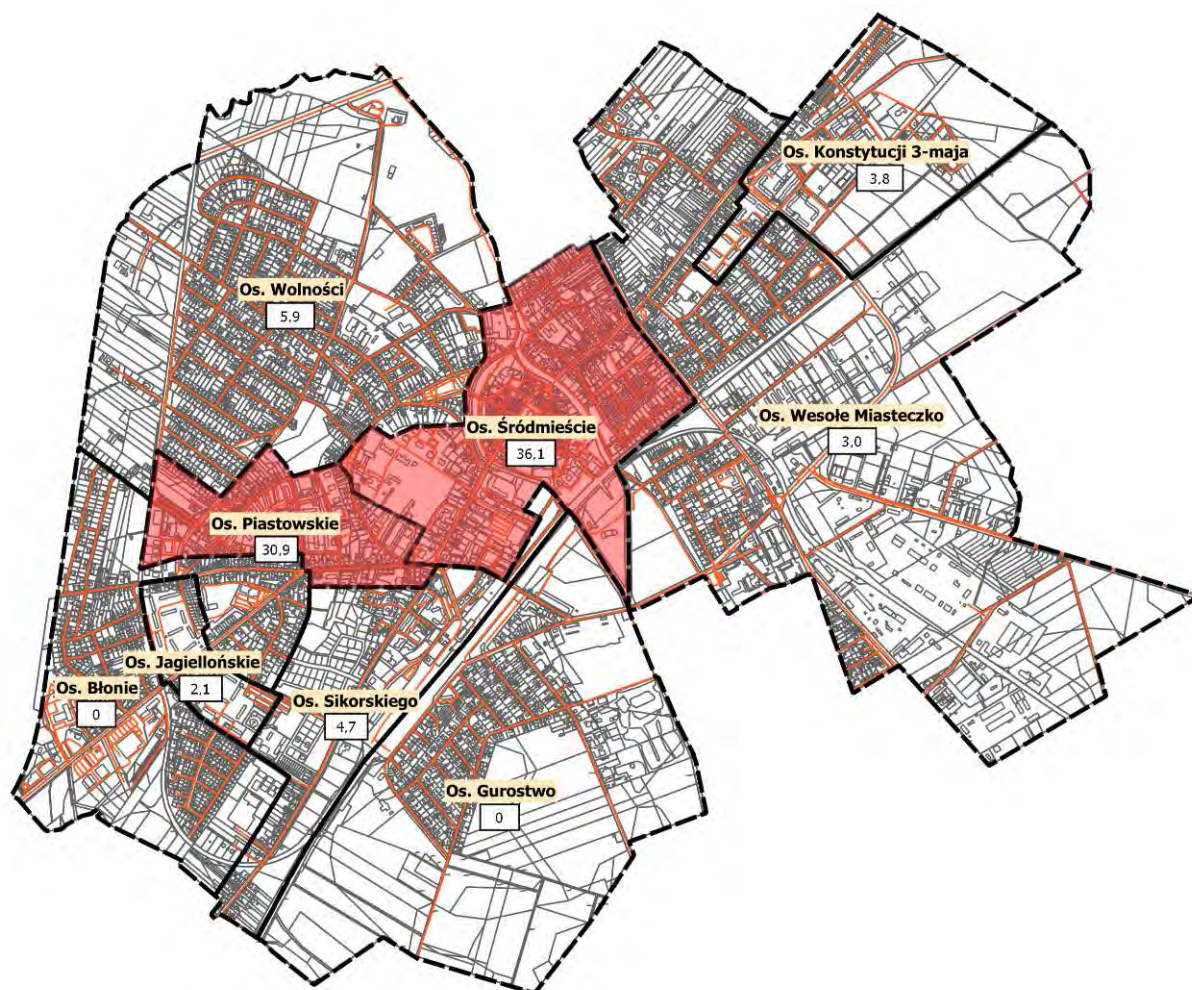 Os. Konstytucji 3-maja
3,8
Os. Wolności
5,9
Os. Śródmieście
36,1
Os. Wesołe Miasteczko
3,0
Os. Piastowskie
30,9
Os. Jagiellońskie
2,1
Os. Błonie
0
Os. Sikorskiego
4,7
Os. Gurostwo
0